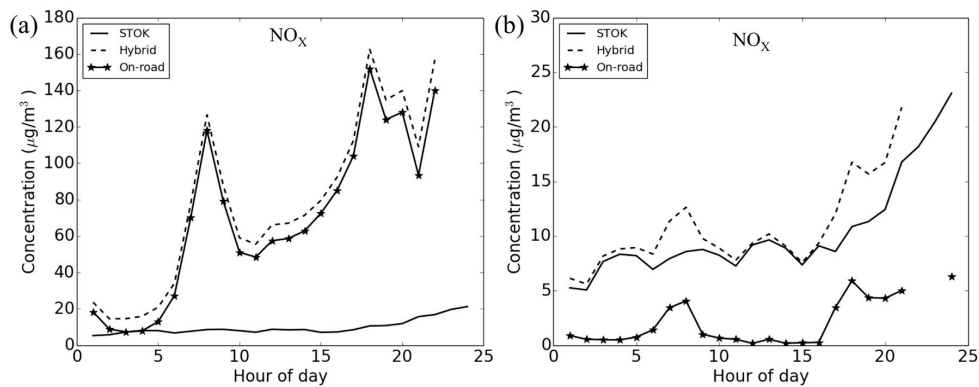 (a)
NOX
STOK
Hybrid
On-road
Concentration (μg/m³)
180
160
140
120
100
80
60
40
20
0
0 5 10 15 20 25
Hour of day
(b)
NOX
STOK
Hybrid
On-road
Concentration (μg/m³)
30
25
20
15
10
5
0
0 5 10 15 20 25
Hour of day